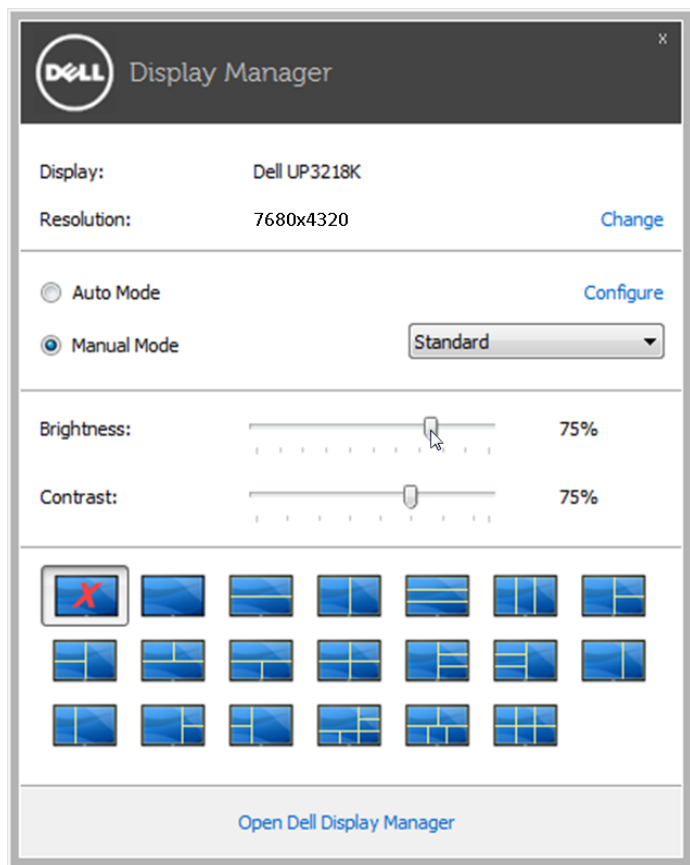 DELL Display Manager x
Display: Dell UP3218K
Resolution: 7680x4320 Change
Auto Mode Configure
Manual Mode Standard
Brightness: 75%
Contrast: 75%
X
Open Dell Display Manager